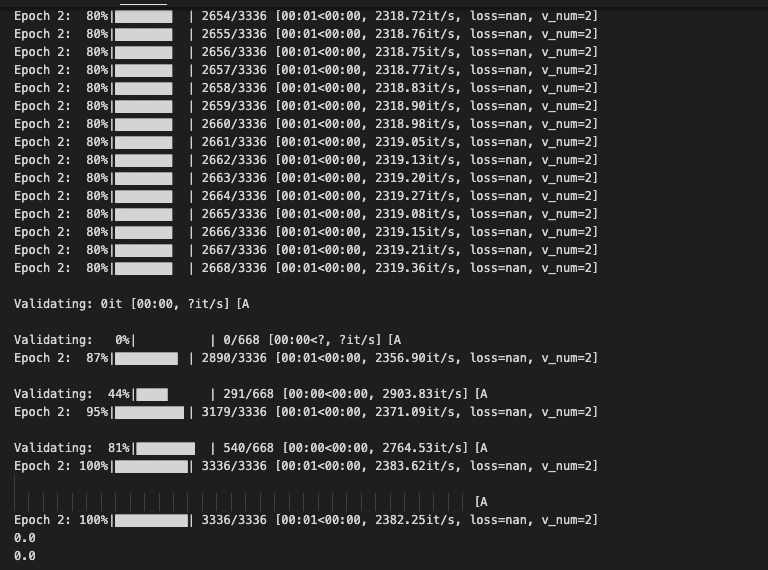 Epoch 2:  80%|████████  | 2654/3336 [00:01<00:00, 2318.72it/s, loss=nan, v_num=2]
Epoch 2:  80%|████████  | 2655/3336 [00:01<00:00, 2318.76it/s, loss=nan, v_num=2]
Epoch 2:  80%|████████  | 2656/3336 [00:01<00:00, 2318.75it/s, loss=nan, v_num=2]
Epoch 2:  80%|████████  | 2657/3336 [00:01<00:00, 2318.77it/s, loss=nan, v_num=2]
Epoch 2:  80%|████████  | 2658/3336 [00:01<00:00, 2318.83it/s, loss=nan, v_num=2]
Epoch 2:  80%|████████  | 2659/3336 [00:01<00:00, 2318.90it/s, loss=nan, v_num=2]
Epoch 2:  80%|████████  | 2660/3336 [00:01<00:00, 2318.98it/s, loss=nan, v_num=2]
Epoch 2:  80%|████████  | 2661/3336 [00:01<00:00, 2319.05it/s, loss=nan, v_num=2]
Epoch 2:  80%|████████  | 2662/3336 [00:01<00:00, 2319.13it/s, loss=nan, v_num=2]
Epoch 2:  80%|████████  | 2663/3336 [00:01<00:00, 2319.20it/s, loss=nan, v_num=2]
Epoch 2:  80%|████████  | 2664/3336 [00:01<00:00, 2319.27it/s, loss=nan, v_num=2]
Epoch 2:  80%|████████  | 2665/3336 [00:01<00:00, 2319.08it/s, loss=nan, v_num=2]
Epoch 2:  80%|████████  | 2666/3336 [00:01<00:00, 2319.15it/s, loss=nan, v_num=2]
Epoch 2:  80%|████████  | 2667/3336 [00:01<00:00, 2319.21it/s, loss=nan, v_num=2]
Epoch 2:  80%|████████  | 2668/3336 [00:01<00:00, 2319.36it/s, loss=nan, v_num=2]
Validating: 0it [00:00, ?it/s][A
Validating:   0%|          | 0/668 [00:00<?, ?it/s][A
Epoch 2:  87%|████████▋ | 2890/3336 [00:01<00:00, 2356.90it/s, loss=nan, v_num=2]
Validating:  44%|████▎     | 291/668 [00:00<00:00, 2903.83it/s][A
Epoch 2:  95%|█████████▌| 3179/3336 [00:01<00:00, 2371.09it/s, loss=nan, v_num=2]
Validating:  81%|████████  | 540/668 [00:00<00:00, 2764.53it/s][A
Epoch 2: 100%|██████████| 3336/3336 [00:01<00:00, 2383.62it/s, loss=nan, v_num=2]
[A
Epoch 2: 100%|██████████| 3336/3336 [00:01<00:00, 2382.25it/s, loss=nan, v_num=2]
0.0
0.0